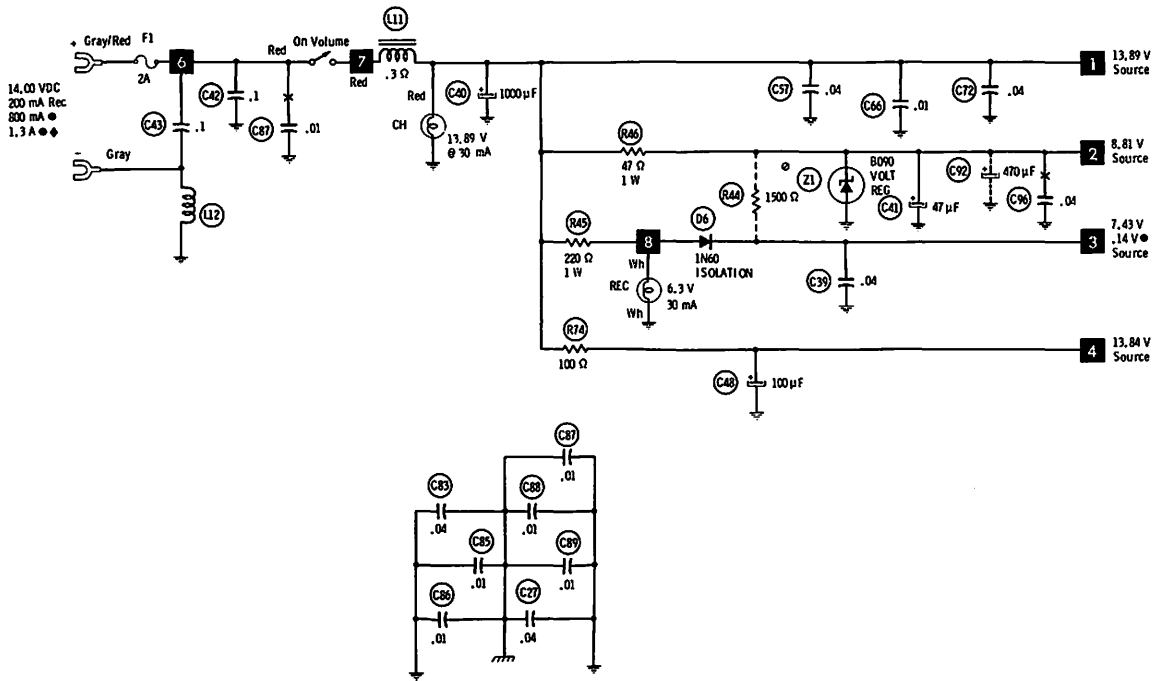 L11
+ Gray/Red
F1
2A
6
Red
On Volume
7
Red
.3 Ω
1
13.89 V
Source
14.00 VDC
200 mA Rec
800 mA ●
1.3 A ● ♦
C43
.1
C42
.1
C87
.01
Red
CH
13.89 V
@ 30 mA
C40
+
1000 μF
C57
.04
C66
.01
C72
.04
− Gray
L12
R46
47 Ω
1 W
R44
1500 Ω
ø
Z1
B090
VOLT
REG
C41
+
47 μF
C92
+
470 μF
C96
.04
2
8.81 V
Source
R45
220 Ω
1 W
8
Wh
REC
Wh
6.3 V
30 mA
D6
1N60
ISOLATION
C39
.04
3
7.43 V
.14 V ●
Source
R74
100 Ω
C48
+
100 μF
4
13.84 V
Source
C87
.01
C83
.04
C88
.01
C85
.01
C89
.01
C86
.01
C27
.04